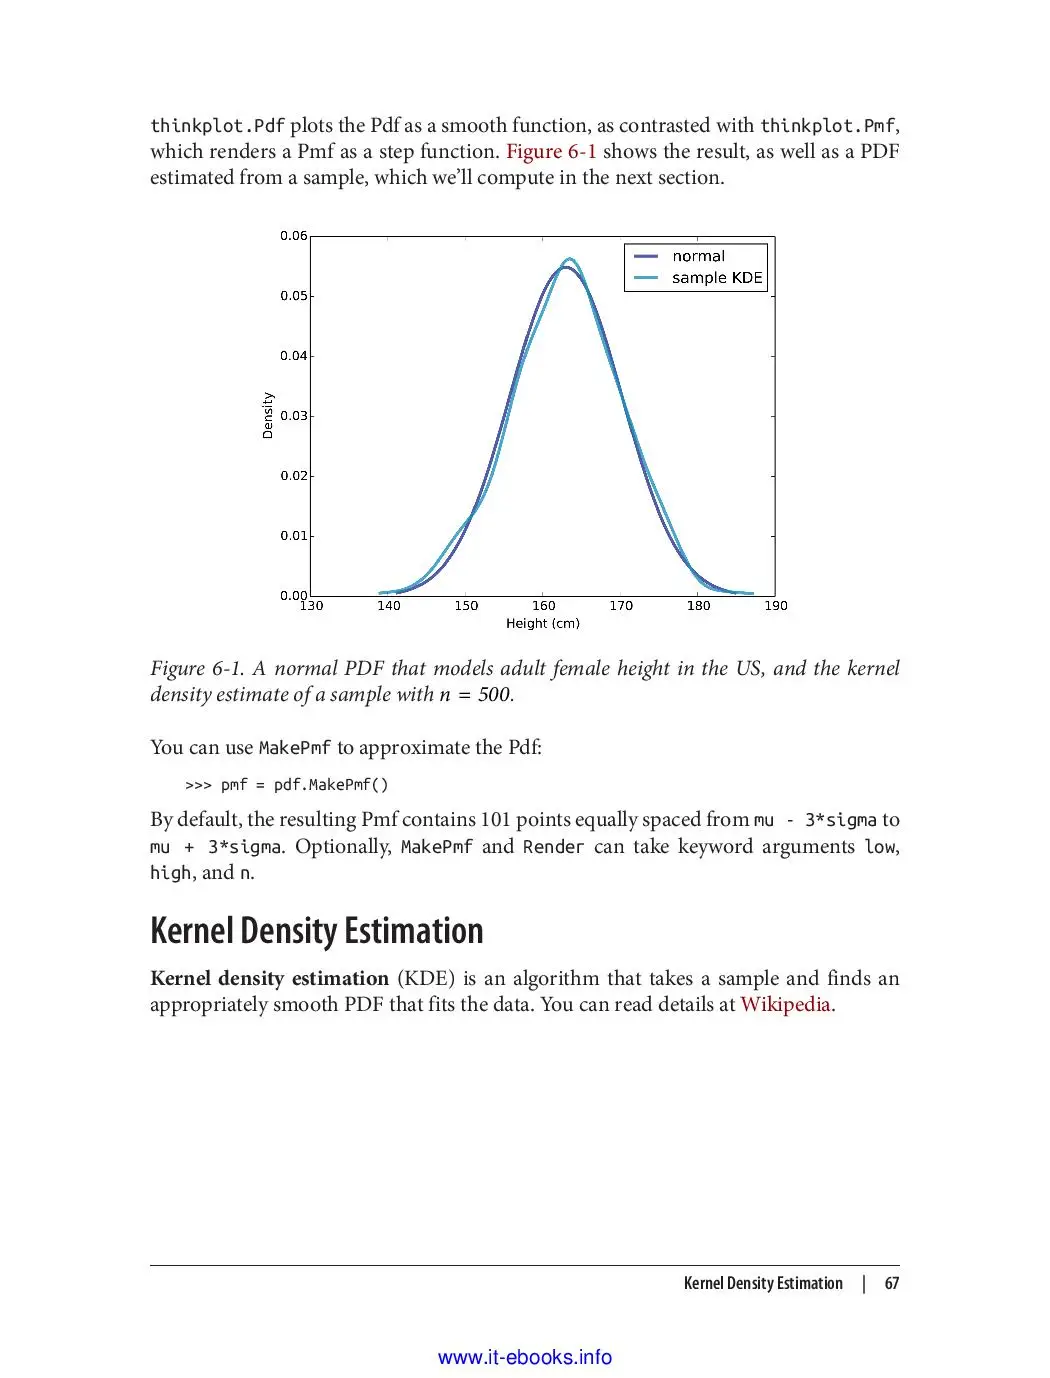 thinkplot.Pdf plots the Pdf as a smooth function, as contrasted with thinkplot.Pmf,
which renders a Pmf as a step function. Figure 6-1 shows the result, as well as a PDF
estimated from a sample, which we’ll compute in the next section.
0.06
0.05
0.04
0.03
0.02
0.01
0.00
Density
normal
sample KDE
130 140 150 160 170 180 190
Height (cm)
Figure 6-1. A normal PDF that models adult female height in the US, and the kernel
density estimate of a sample with n = 500.
You can use MakePmf to approximate the Pdf:
>>> pmf = pdf.MakePmf()
By default, the resulting Pmf contains 101 points equally spaced from mu - 3*sigma to
mu + 3*sigma. Optionally, MakePmf and Render can take keyword arguments low,
high, and n.
Kernel Density Estimation
Kernel density estimation (KDE) is an algorithm that takes a sample and finds an
appropriately smooth PDF that fits the data. You can read details at Wikipedia.
Kernel Density Estimation | 67
www.it-ebooks.info